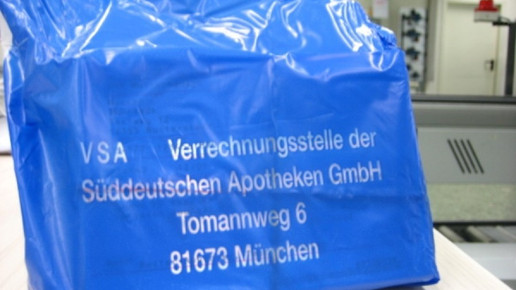 VSA Verrechnungsstelle der
Süddeutschen Apotheken GmbH
Tomannweg 6
81673 München